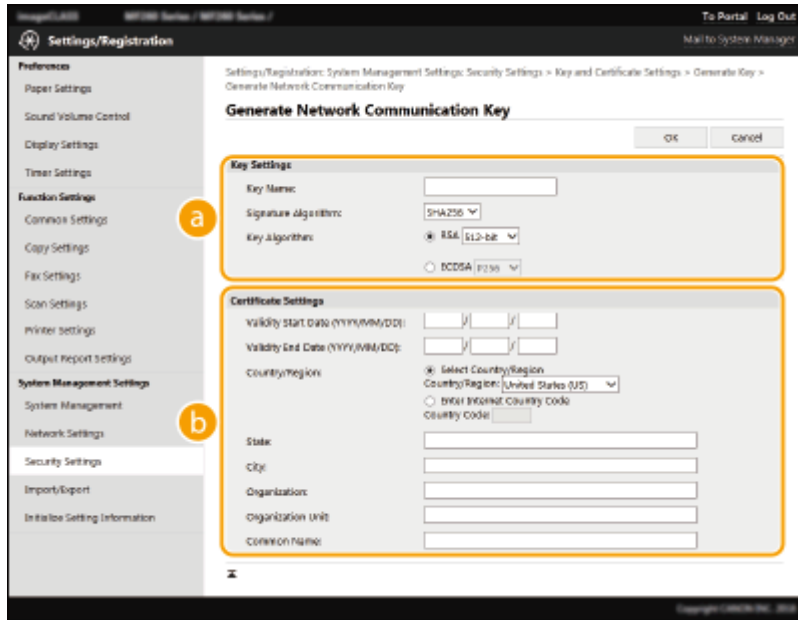 To Portal Log Out
Settings/Registration
Mail to System Manager
Preferences
Paper Settings
Sound Volume Control
Display Settings
Timer Settings
Function Settings
Common Settings
Copy Settings
Fax Settings
Scan Settings
Printer Settings
Output Report Settings
System Management Settings
System Management
Network Settings
Security Settings
Import/Export
Initialize Setting Information
Settings/Registration: System Management Settings: Security Settings > Key and Certificate Settings > Generate Key >
Generate Network Communication Key
Generate Network Communication Key
OK Cancel
a
Key Settings
Key Name:
Signature Algorithm: SHA256
Key Algorithm: RSA 512-bit
ECDSA P256
b
Certificate Settings
Validity Start Date (YYYY/MM/DD): / /
Validity End Date (YYYY/MM/DD): / /
Country/Region: Select Country/Region
Country/Region: United States (US)
Enter Internet Country Code
Country Code:
State:
City:
Organization:
Organization Unit:
Common Name:
Copyright CANON INC.